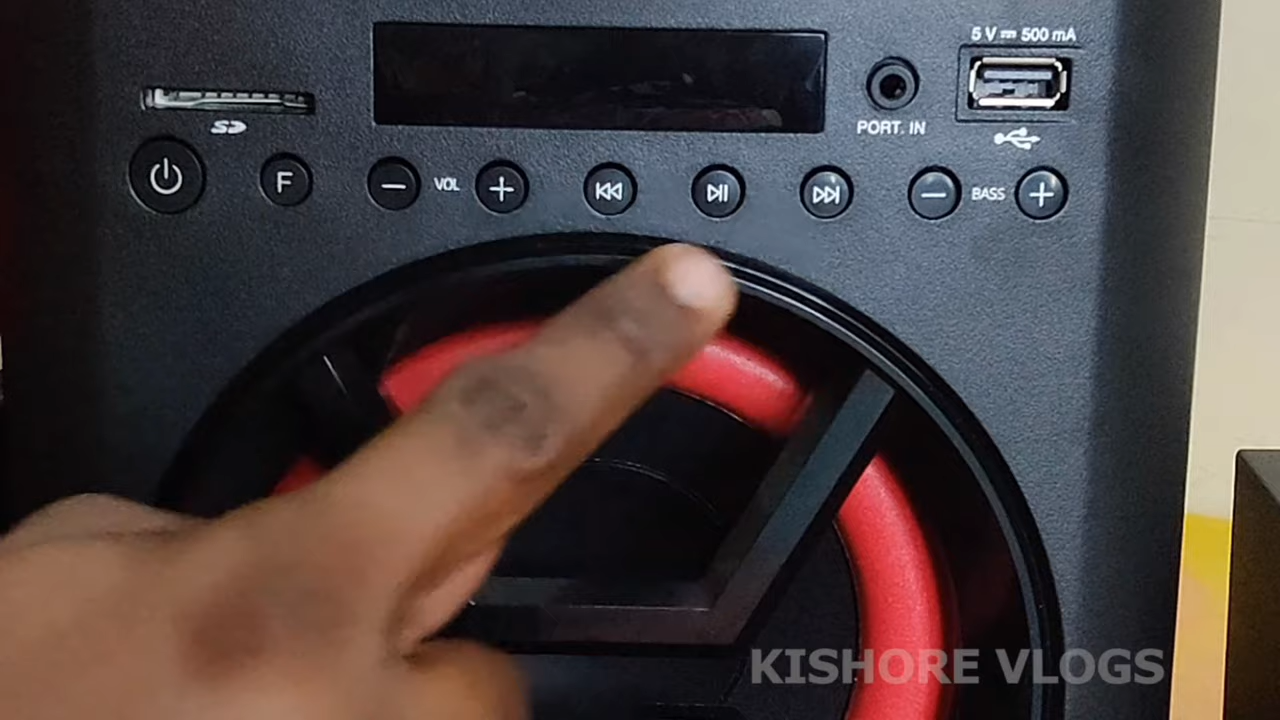 5 V ⎓ 500 mA
SD
PORT. IN
F
VOL
BASS
KISHORE VLOGS